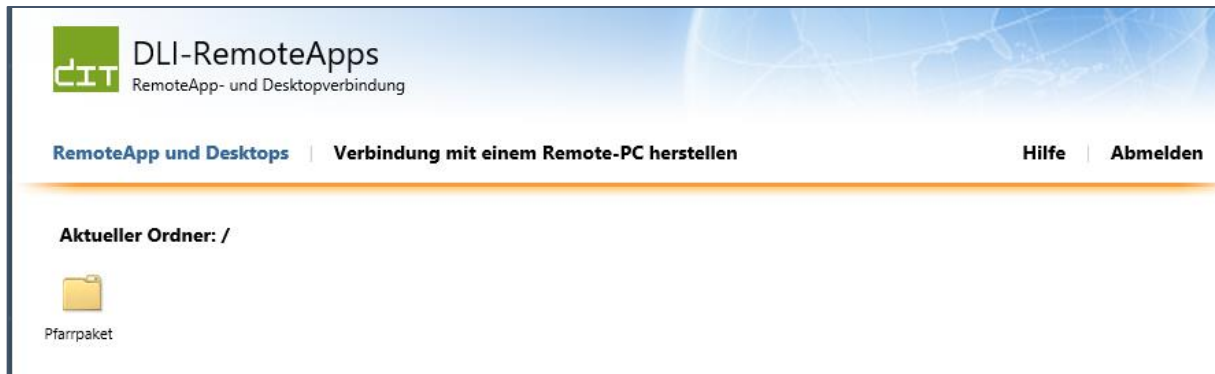 dIT
DLI-RemoteApps
RemoteApp- und Desktopverbindung
RemoteApp und Desktops | Verbindung mit einem Remote-PC herstellen Hilfe | Abmelden
Aktueller Ordner: /
Pfarrpaket